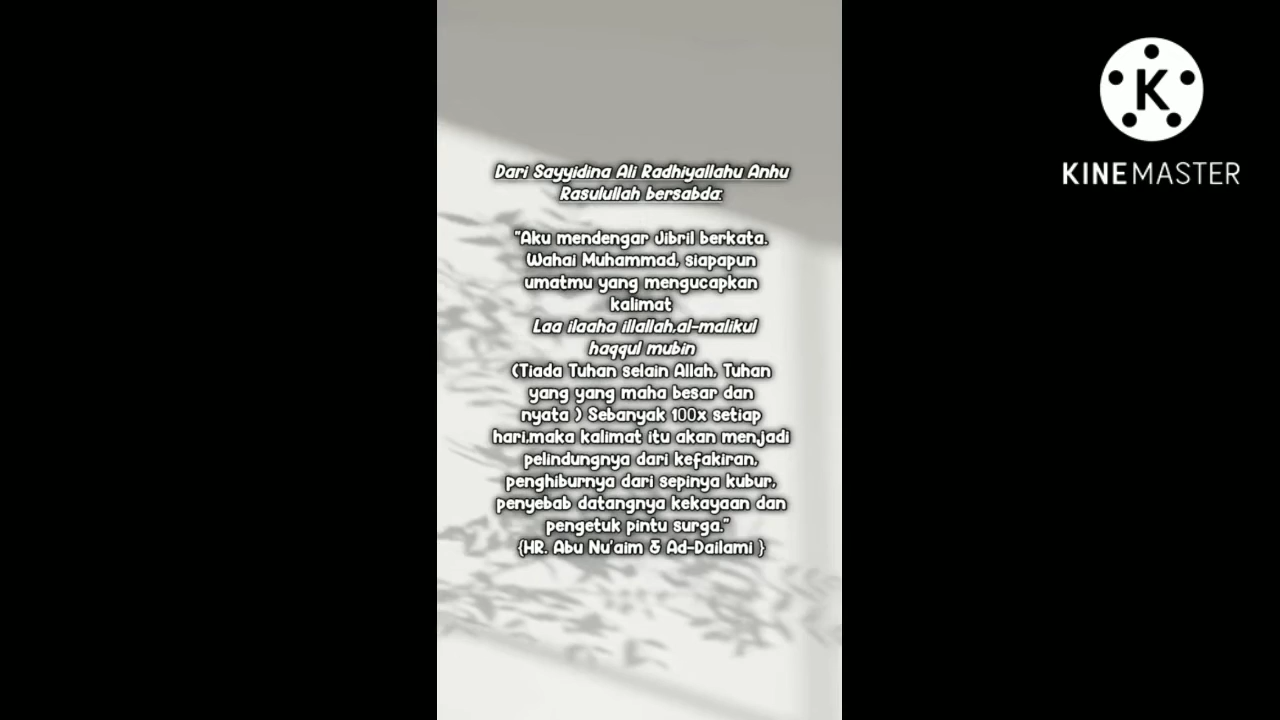 Dari Sayyidina Ali Radhiyallahu Anhu
Rasulullah bersabda:
"Aku mendengar Jibril berkata.
Wahai Muhammad, siapapun
umatmu yang mengucapkan
kalimat
Laa ilaaha illallah,al-malikul
haqqul mubin
(Tiada Tuhan selain Allah, Tuhan
yang yang maha besar dan
nyata ) Sebanyak 100x setiap
hari,maka kalimat itu akan menjadi
pelindungnya dari kefakiran,
penghiburnya dari sepinya kubur,
penyebab datangnya kekayaan dan
pengetuk pintu surga."
{HR. Abu Nu'aim & Ad-Dailami }
K
KINEMASTER